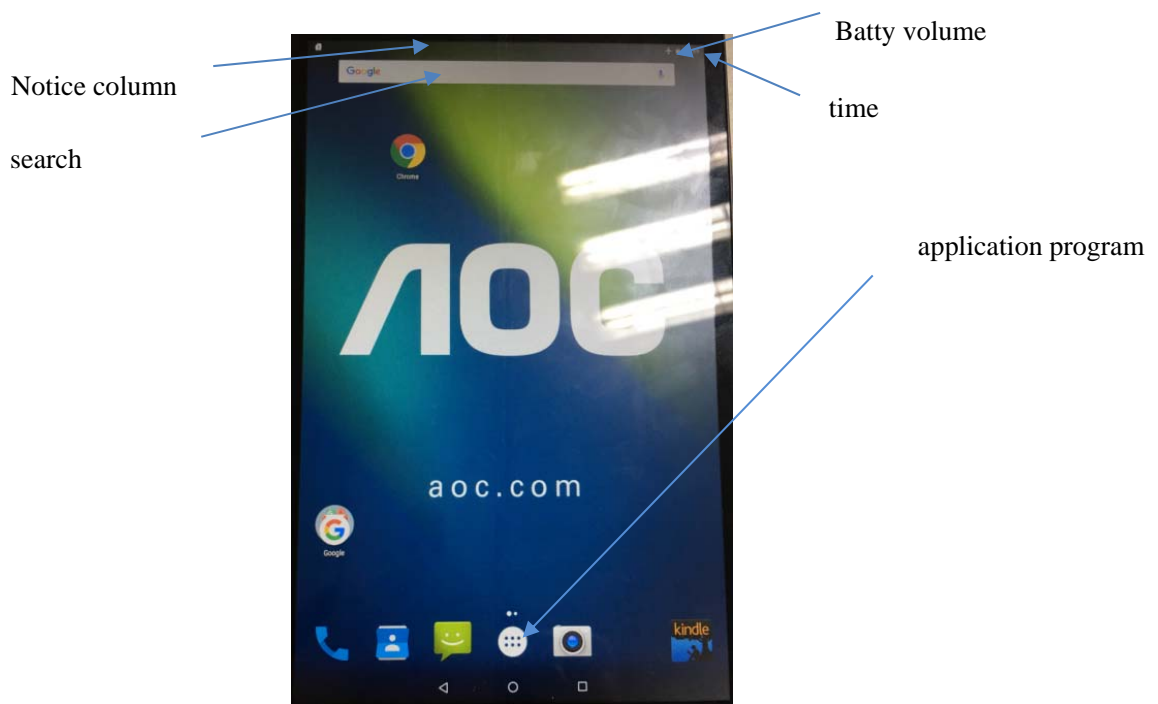 Batty volume
Notice column
time
search
application program
Google
Chrome
AOC
aoc.com
Google
kindle